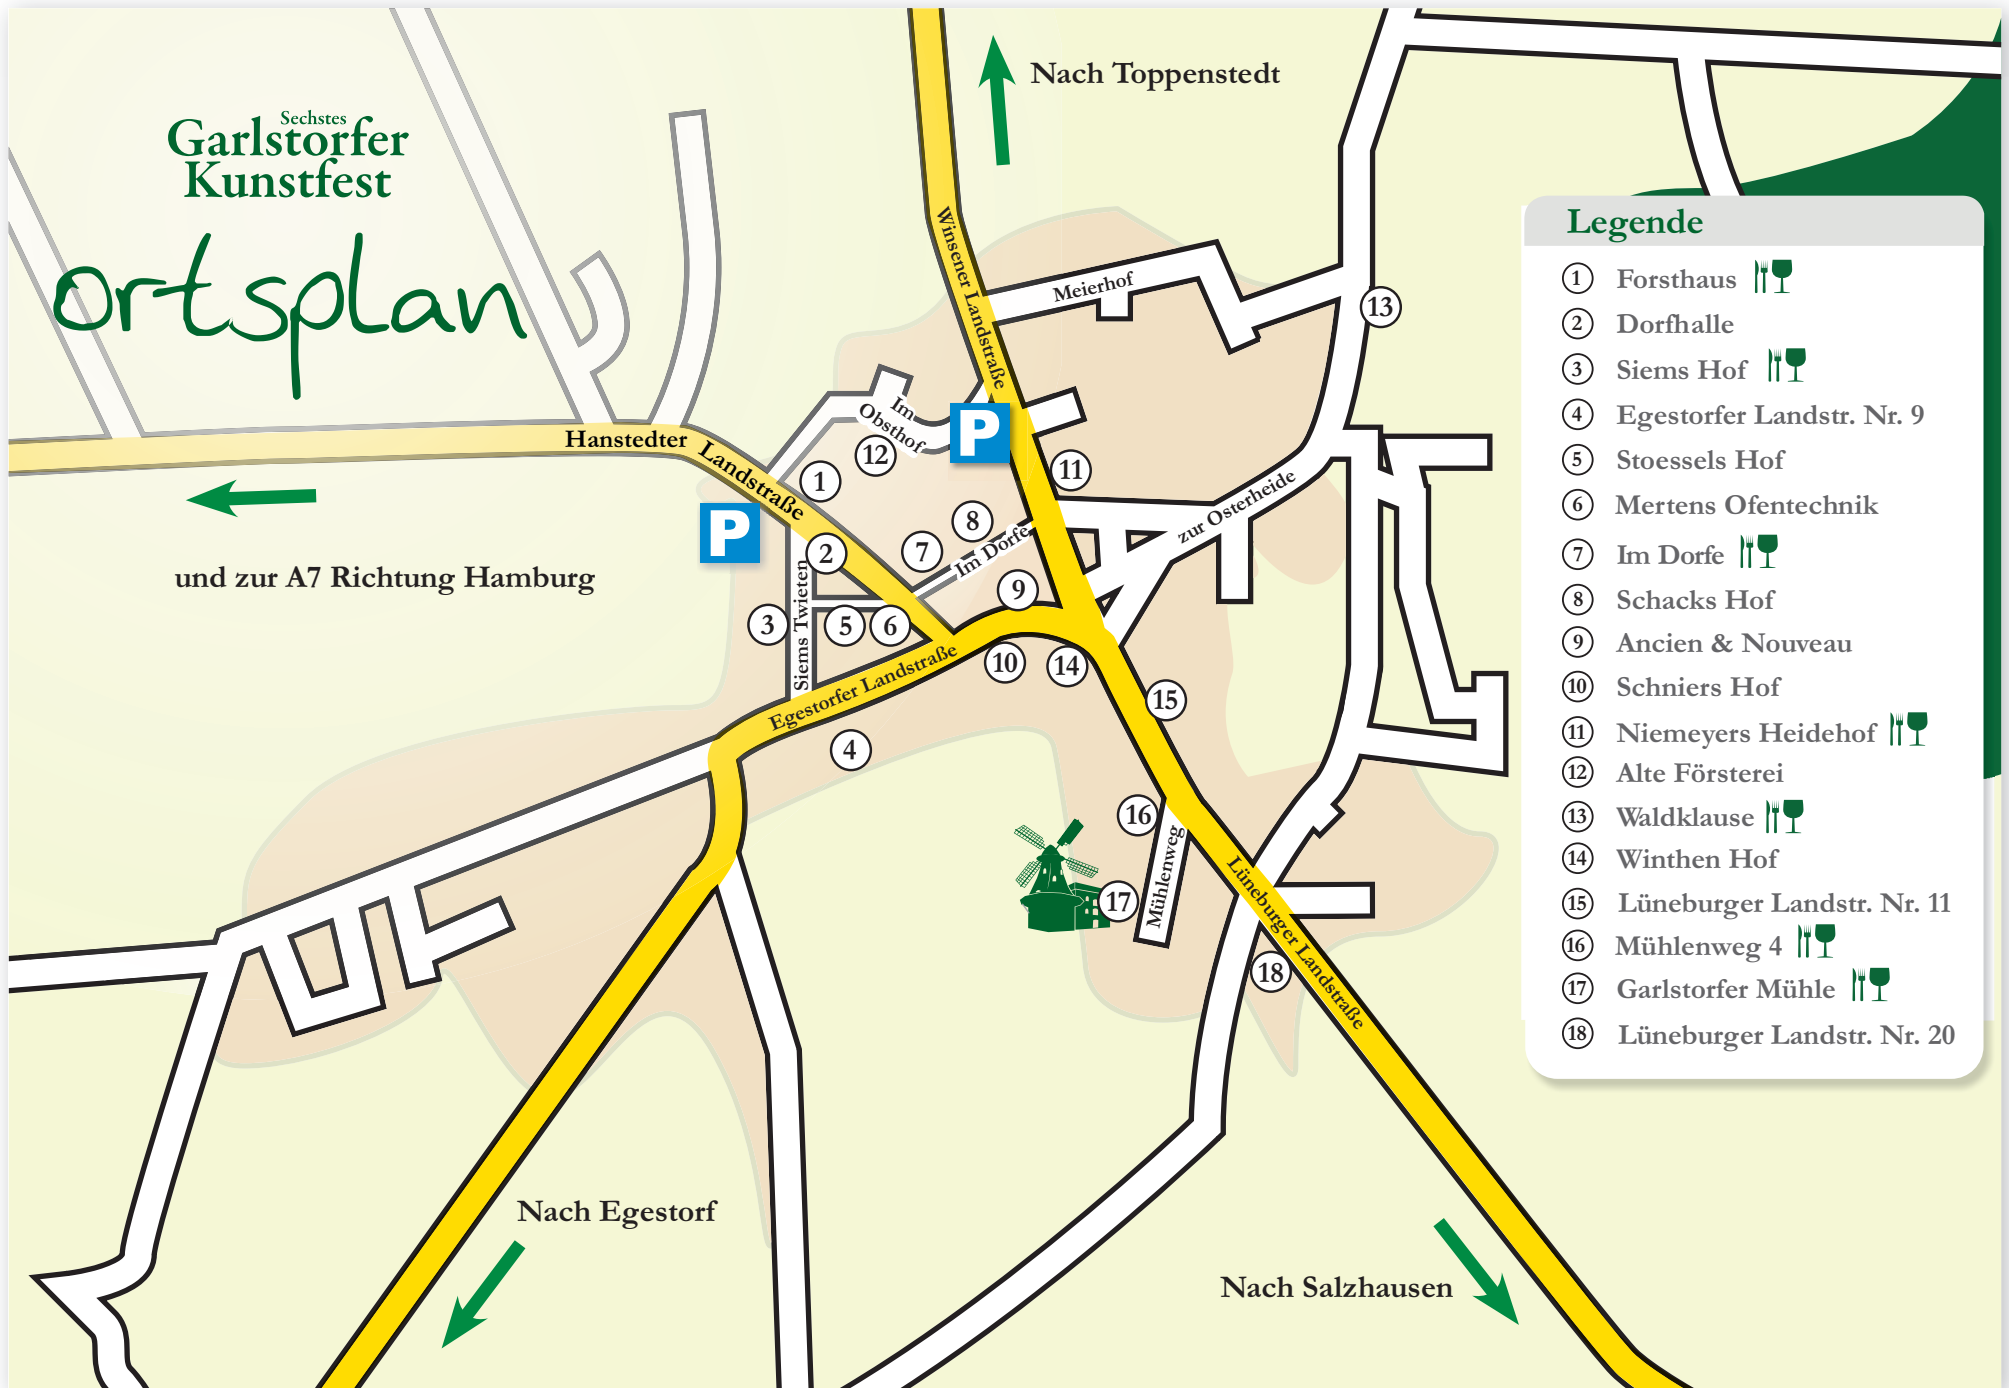 Sechstes
Garlstorfer
Kunstfest
ortsplan
Nach Toppenstedt
Winsener Landstraße
Meierhof
13
Im
Obsthof
12
P
11
1
Hanstedter Landstraße
P
und zur A7 Richtung Hamburg
2
7
8
Im Dorfe
zur Osterheide
9
3
Siems Twieten
5
6
10
14
Egestorfer Landstraße
4
15
16
Mühlenweg
17
Lüneburger Landstraße
18
Nach Egestorf
Nach Salzhausen
Legende
1 Forsthaus
2 Dorfhalle
3 Siems Hof
4 Egestorfer Landstr. Nr. 9
5 Stoessels Hof
6 Mertens Ofentechnik
7 Im Dorfe
8 Schacks Hof
9 Ancien & Nouveau
10 Schniers Hof
11 Niemeyers Heidehof
12 Alte Försterei
13 Waldklause
14 Winthen Hof
15 Lüneburger Landstr. Nr. 11
16 Mühlenweg 4
17 Garlstorfer Mühle
18 Lüneburger Landstr. Nr. 20